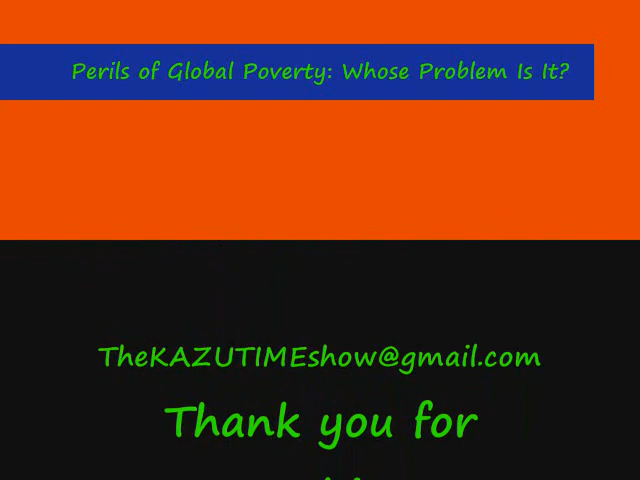 Perils of Global Poverty: Whose Problem Is It?
TheKAZUTIMEshow@gmail.com
Thank you for